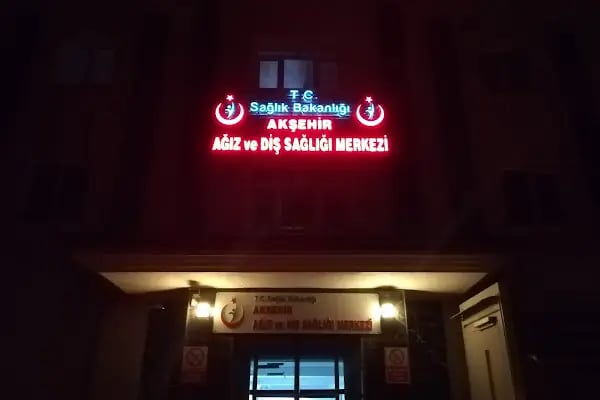 T.C.
Sağlık Bakanlığı
AKŞEHİR
AĞIZ ve DİŞ SAĞLIĞI MERKEZİ
T.C. Sağlık Bakanlığı
AKŞEHİR
AĞIZ ve DİŞ SAĞLIĞI MERKEZİ